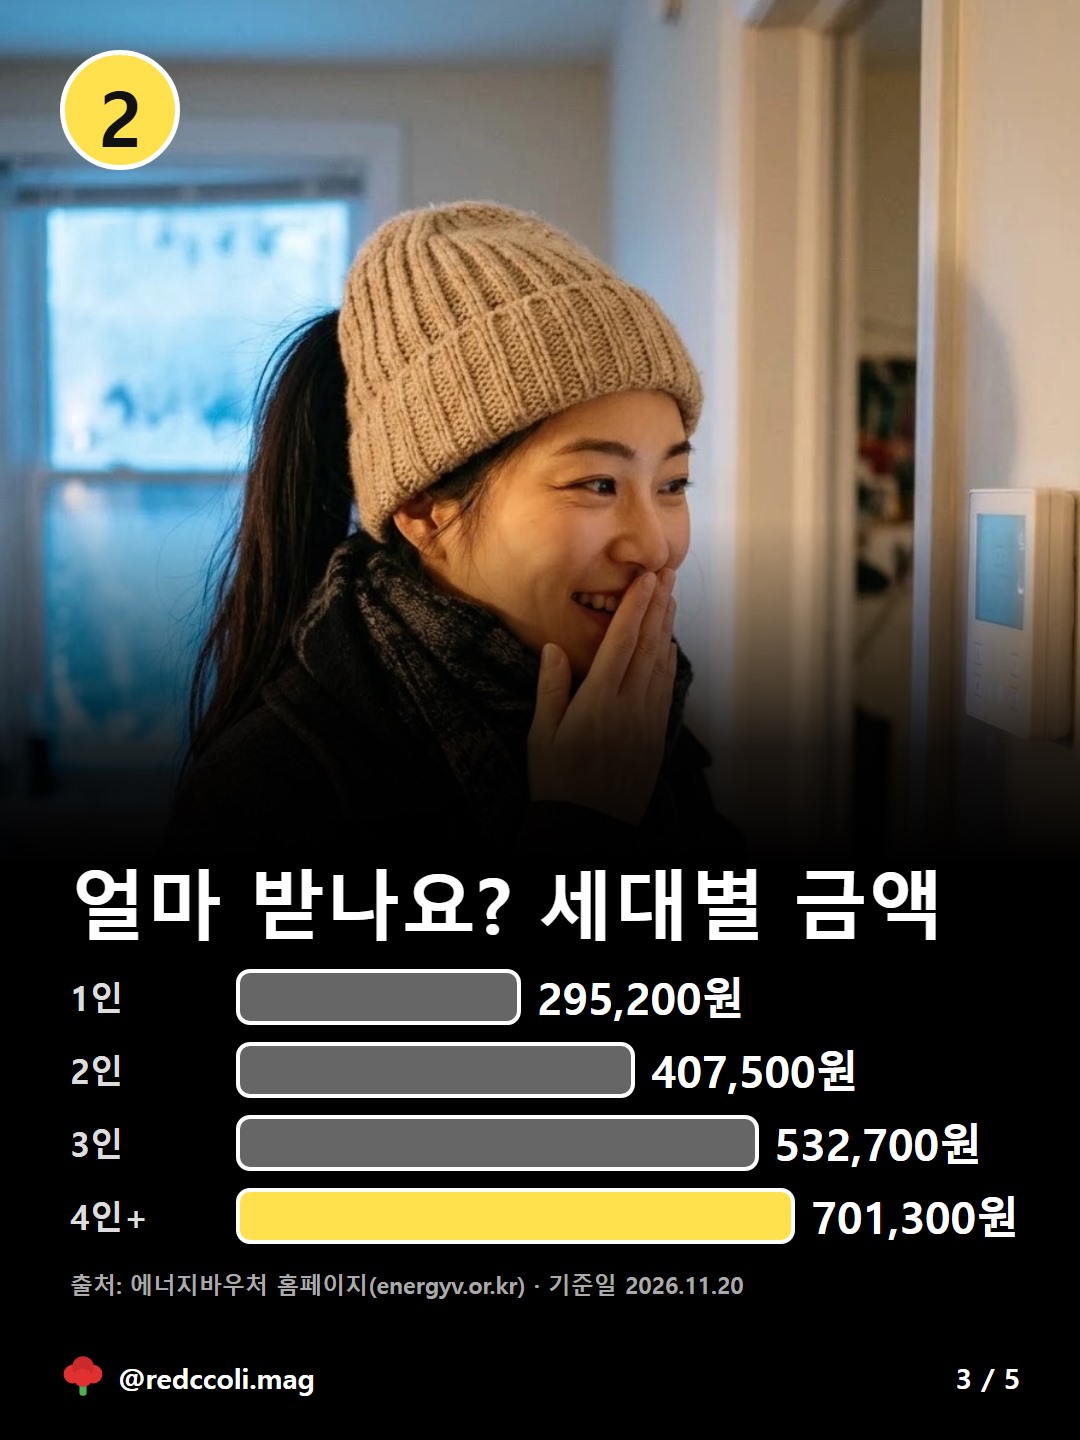 2
얼마 받나요? 세대별 금액
1인 295,200원
2인 407,500원
3인 532,700원
4인+ 701,300원
출처: 에너지바우처 홈페이지(energyv.or.kr) · 기준일 2026.11.20
@redccoli.mag
3 / 5